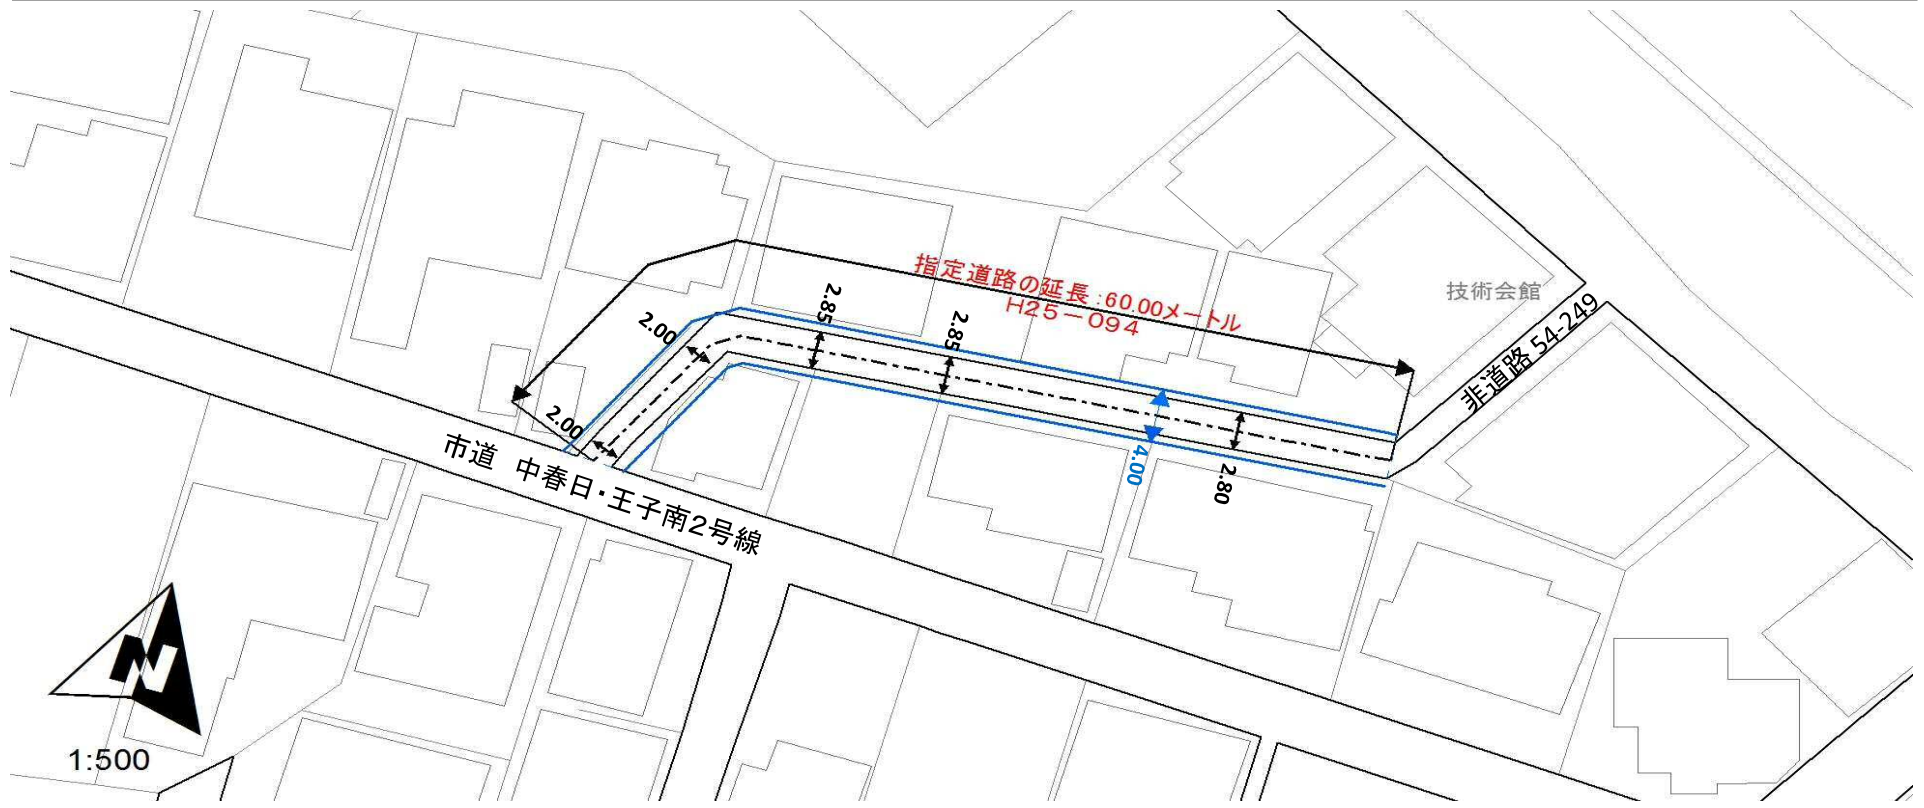 指定道路の延長:60.00メートル
H25-094
技術会館
非道路 54-249
2.85
2.85
2.00
2.00
4.00
2.80
市道 中春日・王子南2号線
N
1:500